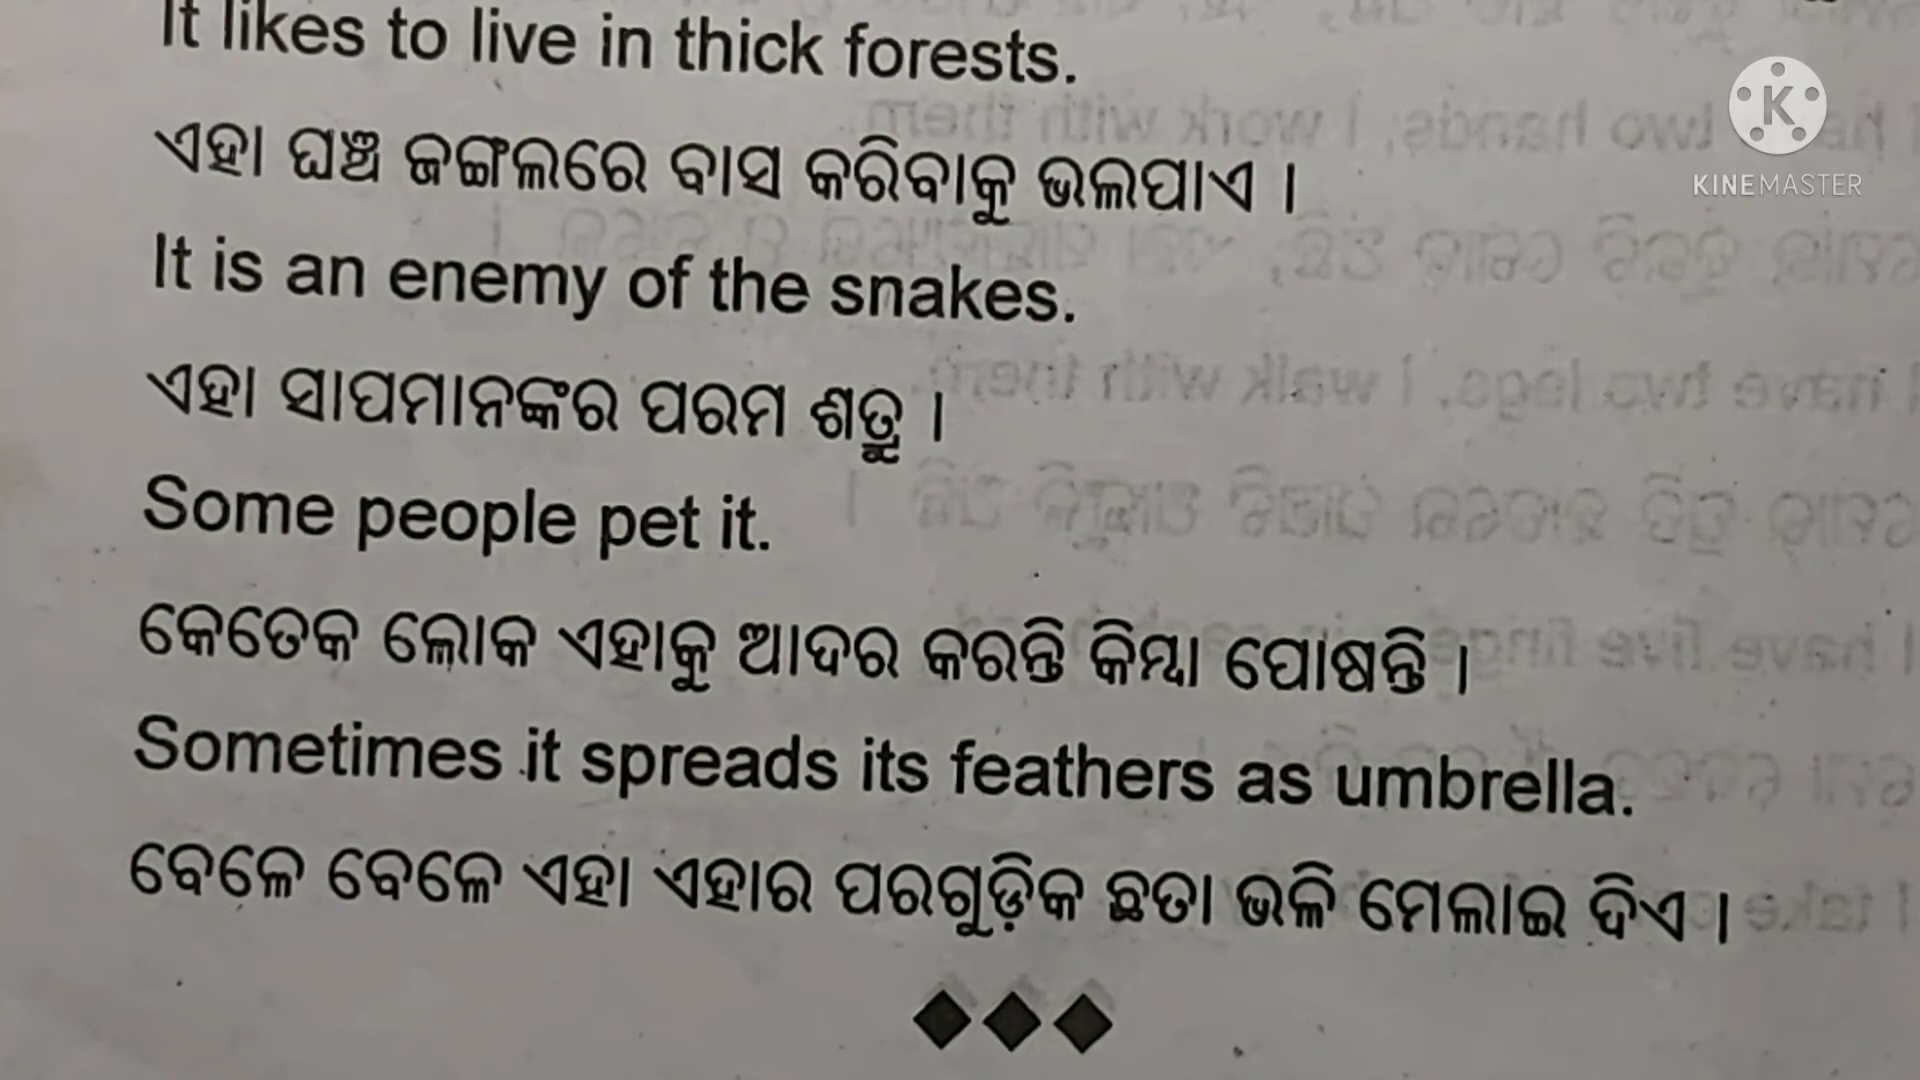 It likes to live in thick forests.
ଏହା ଘଞ୍ଚ ଜଙ୍ଗଲରେ ବାସ କରିବାକୁ ଭଲପାଏ ।
It is an enemy of the snakes.
ଏହା ସାପମାନଙ୍କର ପରମ ଶତ୍ରୁ ।
Some people pet it.
କେତେକ ଲୋକ ଏହାକୁ ଆଦର କରନ୍ତି କିମ୍ବା ପୋଷନ୍ତି ।
Sometimes it spreads its feathers as umbrella.
ବେଳେ ବେଳେ ଏହା ଏହାର ପରଗୁଡ଼ିକ ଛତା ଭଳି ମେଲାଇ ଦିଏ ।
K
KINEMASTER